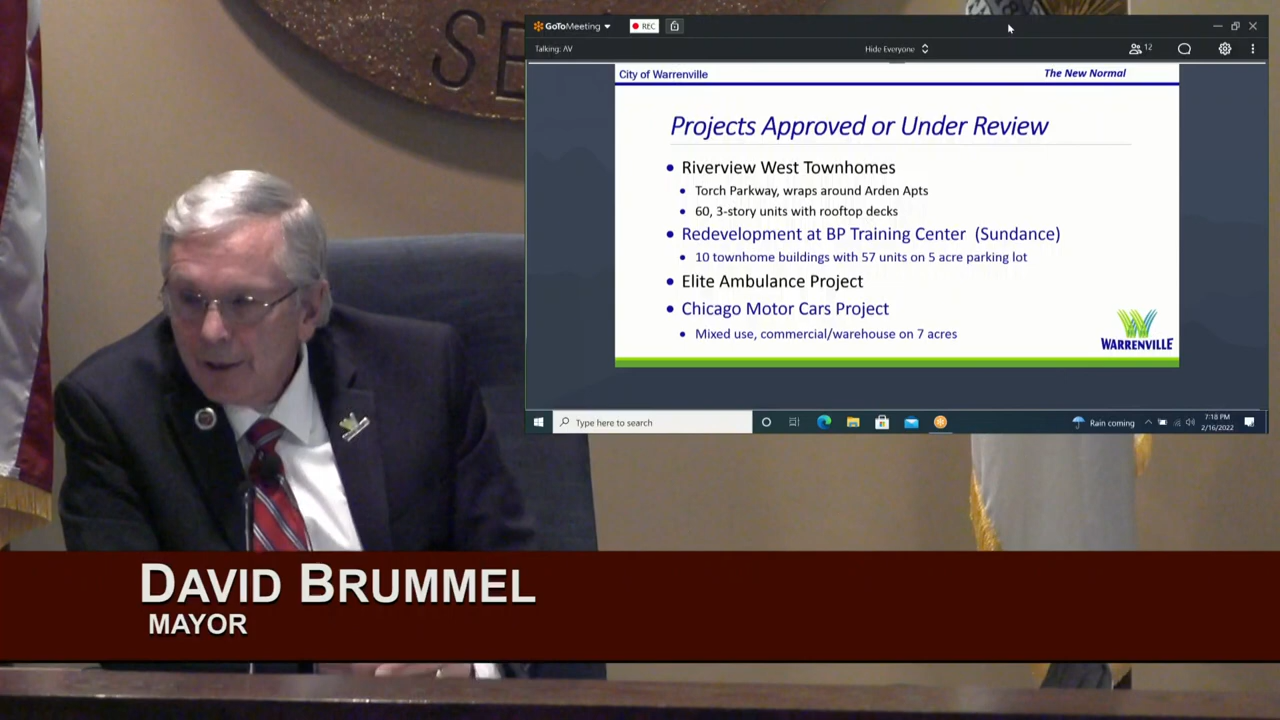 SE
GoToMeeting
REC
Talking: AV
Hide Everyone
12
City of Warrenville
The New Normal
Projects Approved or Under Review
Riverview West Townhomes
Torch Parkway, wraps around Arden Apts
60, 3-story units with rooftop decks
Redevelopment at BP Training Center (Sundance)
10 townhome buildings with 57 units on 5 acre parking lot
Elite Ambulance Project
Chicago Motor Cars Project
Mixed use, commercial/warehouse on 7 acres
WARRENVILLE
Type here to search
Rain coming
7:18 PM
2/16/2022
DAVID BRUMMEL
MAYOR